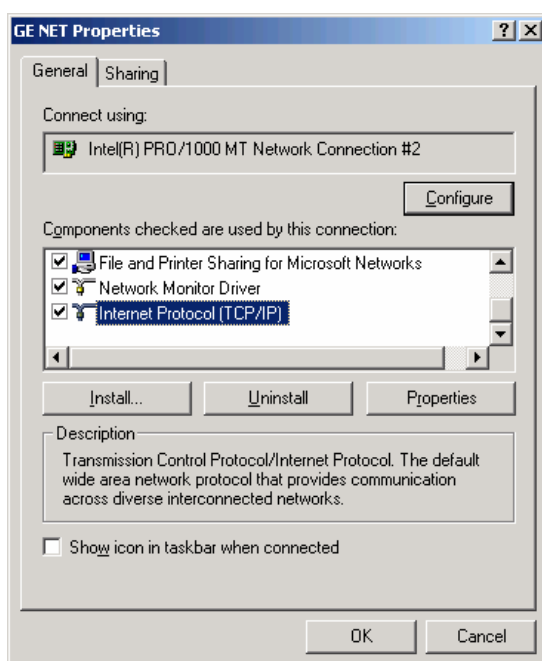 GE NET Properties
General Sharing
Connect using:
Intel(R) PRO/1000 MT Network Connection #2
Configure
Components checked are used by this connection:
File and Printer Sharing for Microsoft Networks
Network Monitor Driver
Internet Protocol (TCP/IP)
Install... Uninstall Properties
Description
Transmission Control Protocol/Internet Protocol. The default
wide area network protocol that provides communication
across diverse interconnected networks.
Show icon in taskbar when connected
OK Cancel